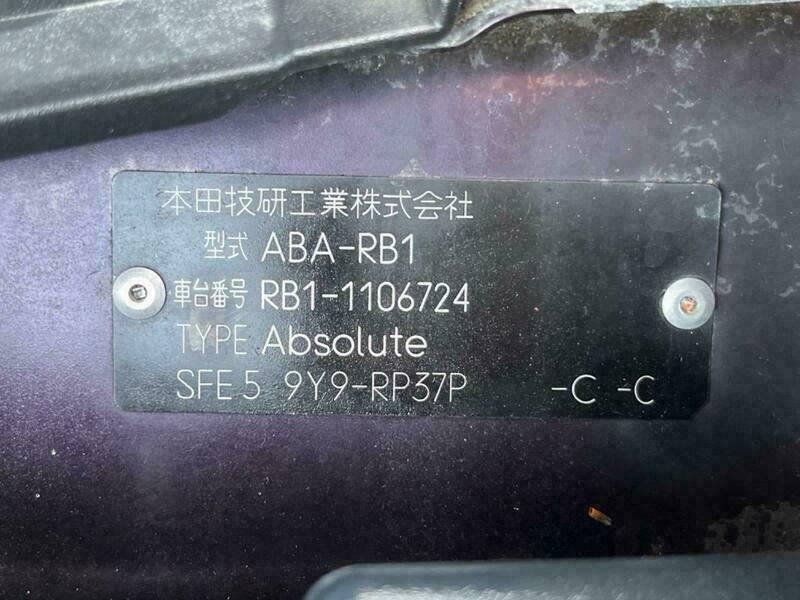 本田技研工業株式会社
型式 ABA-RB1
車台番号 RB1-1106724
TYPE Absolute
SFE5 9Y9-RP37P -C -C